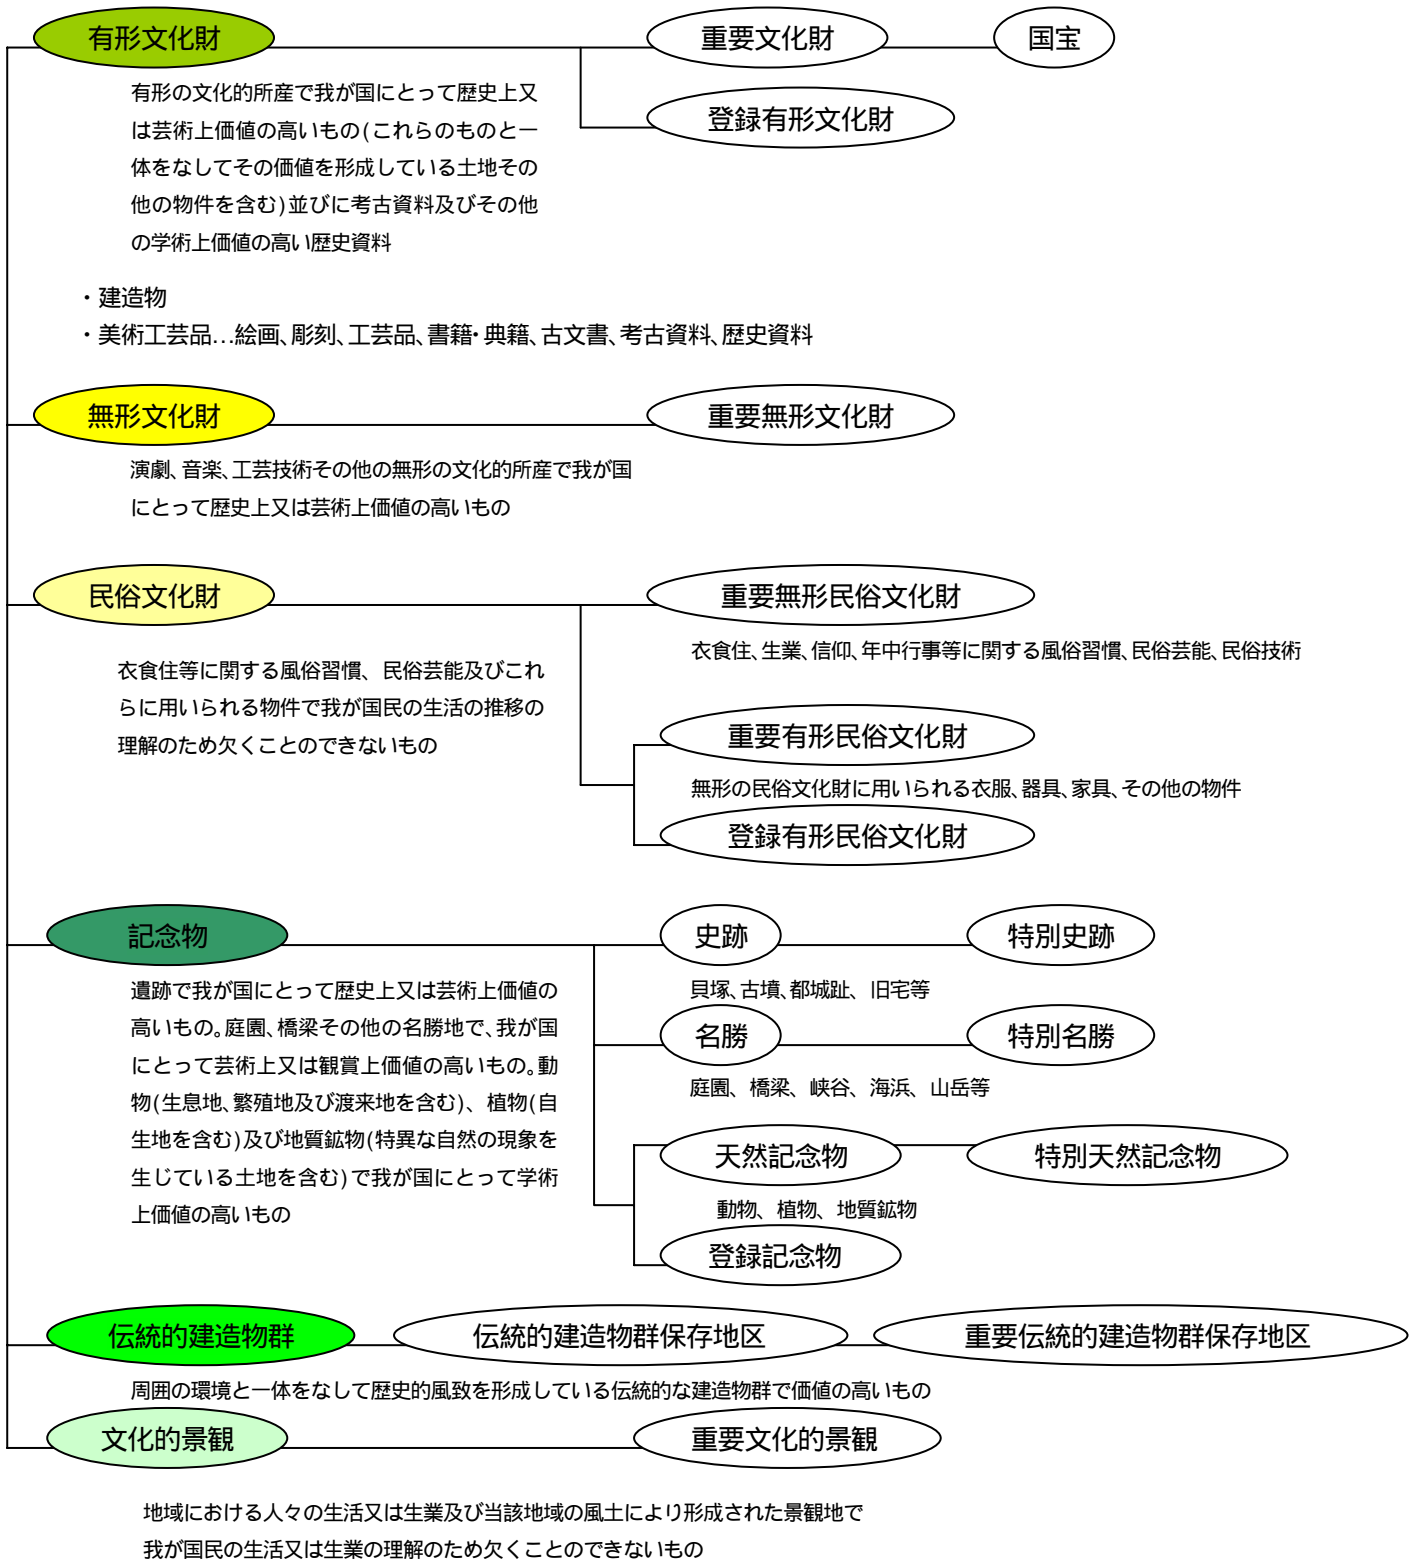 有形文化財
重要文化財
国宝
有形の文化的所産で我が国にとって歴史上又
は芸術上価値の高いもの(これらのものと一
体をなしてその価値を形成している土地その
他の物件を含む)並びに考古資料及びその他
の学術上価値の高い歴史資料
登録有形文化財
・建造物
・美術工芸品…絵画、彫刻、工芸品、書籍・典籍、古文書、考古資料、歴史資料
無形文化財
重要無形文化財
演劇、音楽、工芸技術その他の無形の文化的所産で我が国
にとって歴史上又は芸術上価値の高いもの
民俗文化財
重要無形民俗文化財
衣食住、生業、信仰、年中行事等に関する風俗習慣、民俗芸能、民俗技術
衣食住等に関する風俗習慣、民俗芸能及びこれ
らに用いられる物件で我が国民の生活の推移の
理解のため欠くことのできないもの
重要有形民俗文化財
無形の民俗文化財に用いられる衣服、器具、家具、その他の物件
登録有形民俗文化財
記念物
史跡
特別史跡
遺跡で我が国にとって歴史上又は芸術上価値の
高いもの。庭園、橋梁その他の名勝地で、我が国
にとって芸術上又は観賞上価値の高いもの。動
物(生息地、繁殖地及び渡来地を含む)、植物(自
生地を含む)及び地質鉱物(特異な自然の現象を
生じている土地を含む)で我が国にとって学術
上価値の高いもの
貝塚、古墳、都城趾、旧宅等
名勝
特別名勝
庭園、橋梁、峡谷、海浜、山岳等
天然記念物
特別天然記念物
動物、植物、地質鉱物
登録記念物
伝統的建造物群
伝統的建造物群保存地区
重要伝統的建造物群保存地区
周囲の環境と一体をなして歴史的風致を形成している伝統的な建造物群で価値の高いもの
文化的景観
重要文化的景観
地域における人々の生活又は生業及び当該地域の風土により形成された景観地で
我が国民の生活又は生業の理解のため欠くことのできないもの